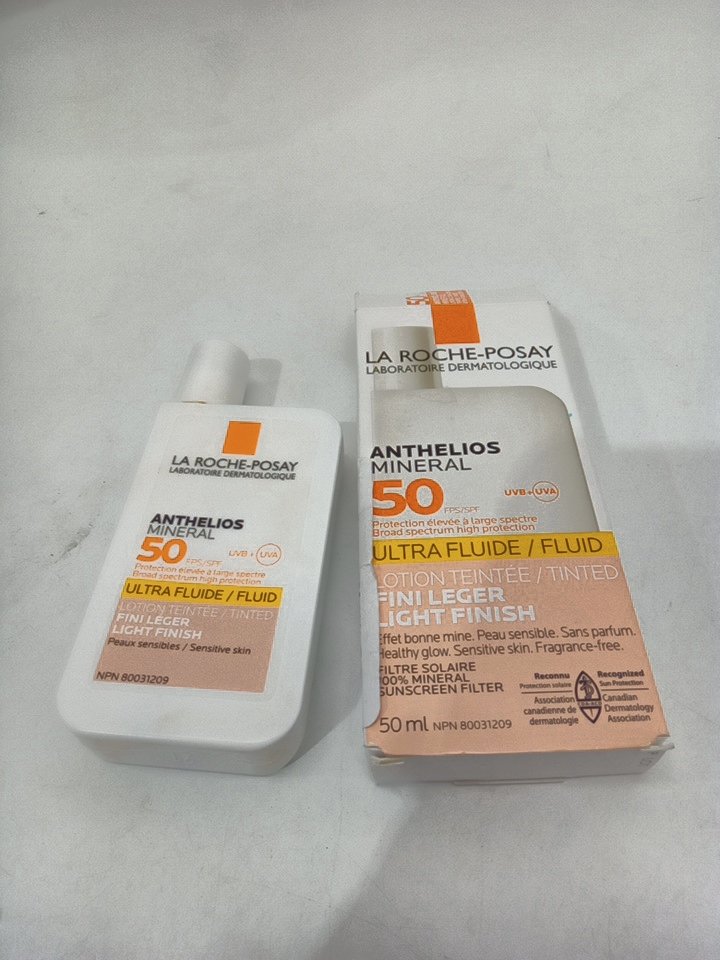 LA ROCHE-POSAY
LABORATOIRE DERMATOLOGIQUE
ANTHELIOS
MINERAL
50 FPS/SPF UVB + UVA
Protection élevée à large spectre
Broad spectrum high protection
ULTRA FLUIDE / FLUID
LOTION TEINTÉE / TINTED
FINI LÉGER
LIGHT FINISH
Peaux sensibles / Sensitive skin
NPN 80031209
LA ROCHE-POSAY
LABORATOIRE DERMATOLOGIQUE
ANTHELIOS
MINERAL
50 FPS/SPF UVB + UVA
Protection élevée à large spectre
Broad spectrum high protection
ULTRA FLUIDE / FLUID
LOTION TEINTÉE / TINTED
FINI LÉGER
LIGHT FINISH
Effet bonne mine. Peau sensible. Sans parfum.
Healthy glow. Sensitive skin. Fragrance-free.
FILTRE SOLAIRE
100% MINERAL
SUNSCREEN FILTER
Reconnu
Protection solaire
Association
canadienne de
dermatologie
Recognized
Sun Protection
Canadian
Dermatology
Association
50 ml NPN 80031209